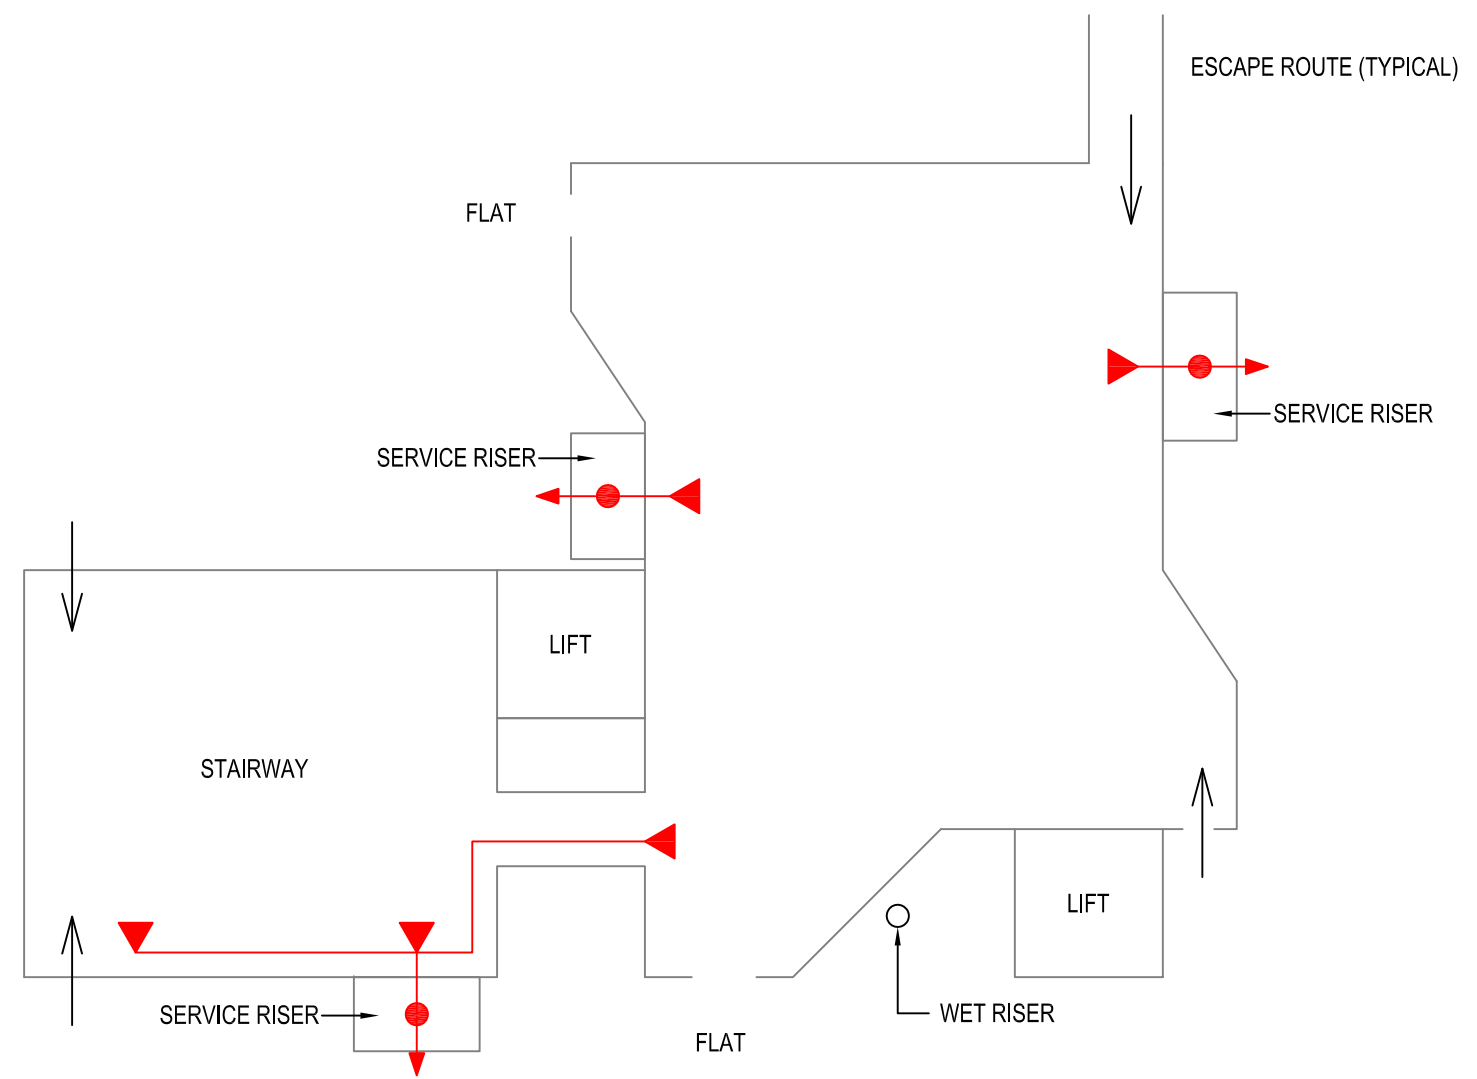 ESCAPE ROUTE (TYPICAL)
FLAT
SERVICE RISER
SERVICE RISER
LIFT
STAIRWAY
LIFT
SERVICE RISER
WET RISER
FLAT